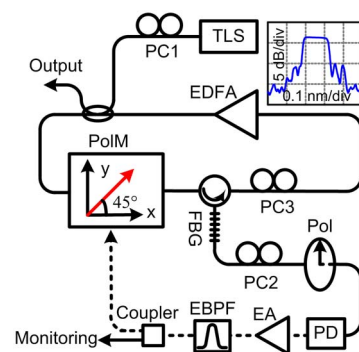 PC1
TLS
Output
EDFA
5 dB/div
0.1 nm/div
PolM
y
45°
x
FBG
PC3
PC2
Pol
Coupler
EBPF
EA
PD
Monitoring